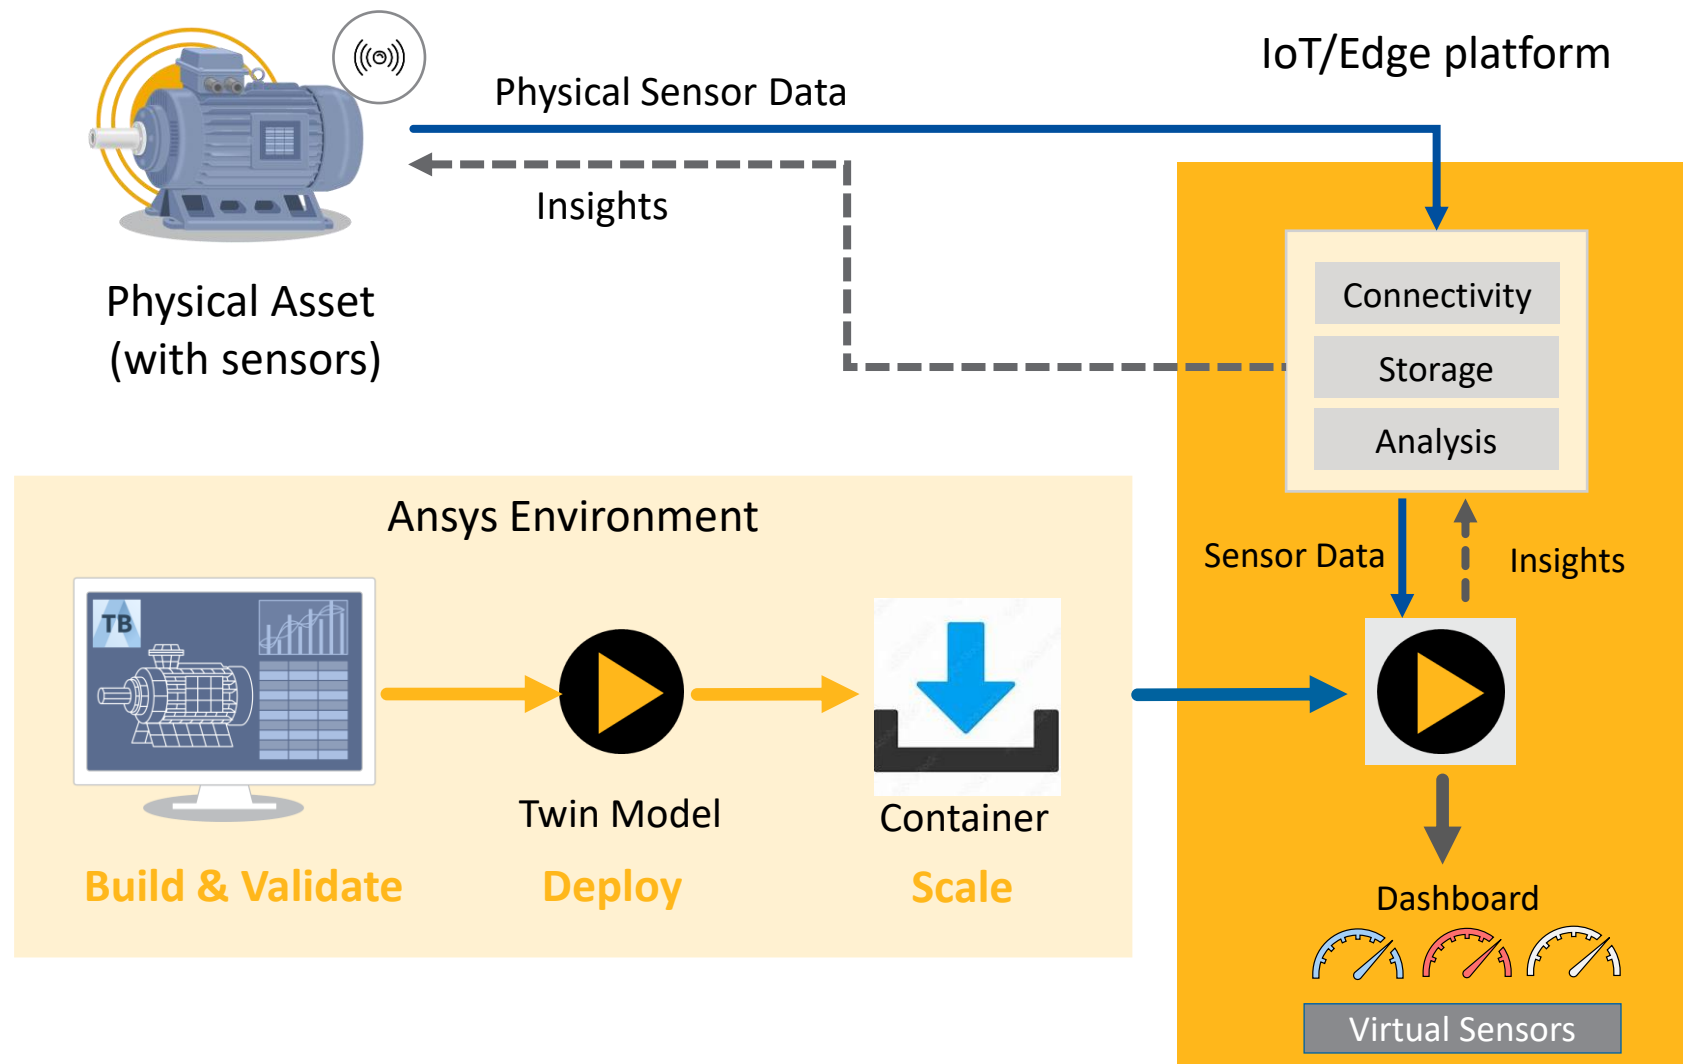 IoT/Edge platform
Physical Sensor Data
Insights
Physical Asset
(with sensors)
Connectivity
Storage
Analysis
Sensor Data
Insights
Ansys Environment
TB
Twin Model
Container
Build & Validate
Deploy
Scale
Dashboard
Virtual Sensors